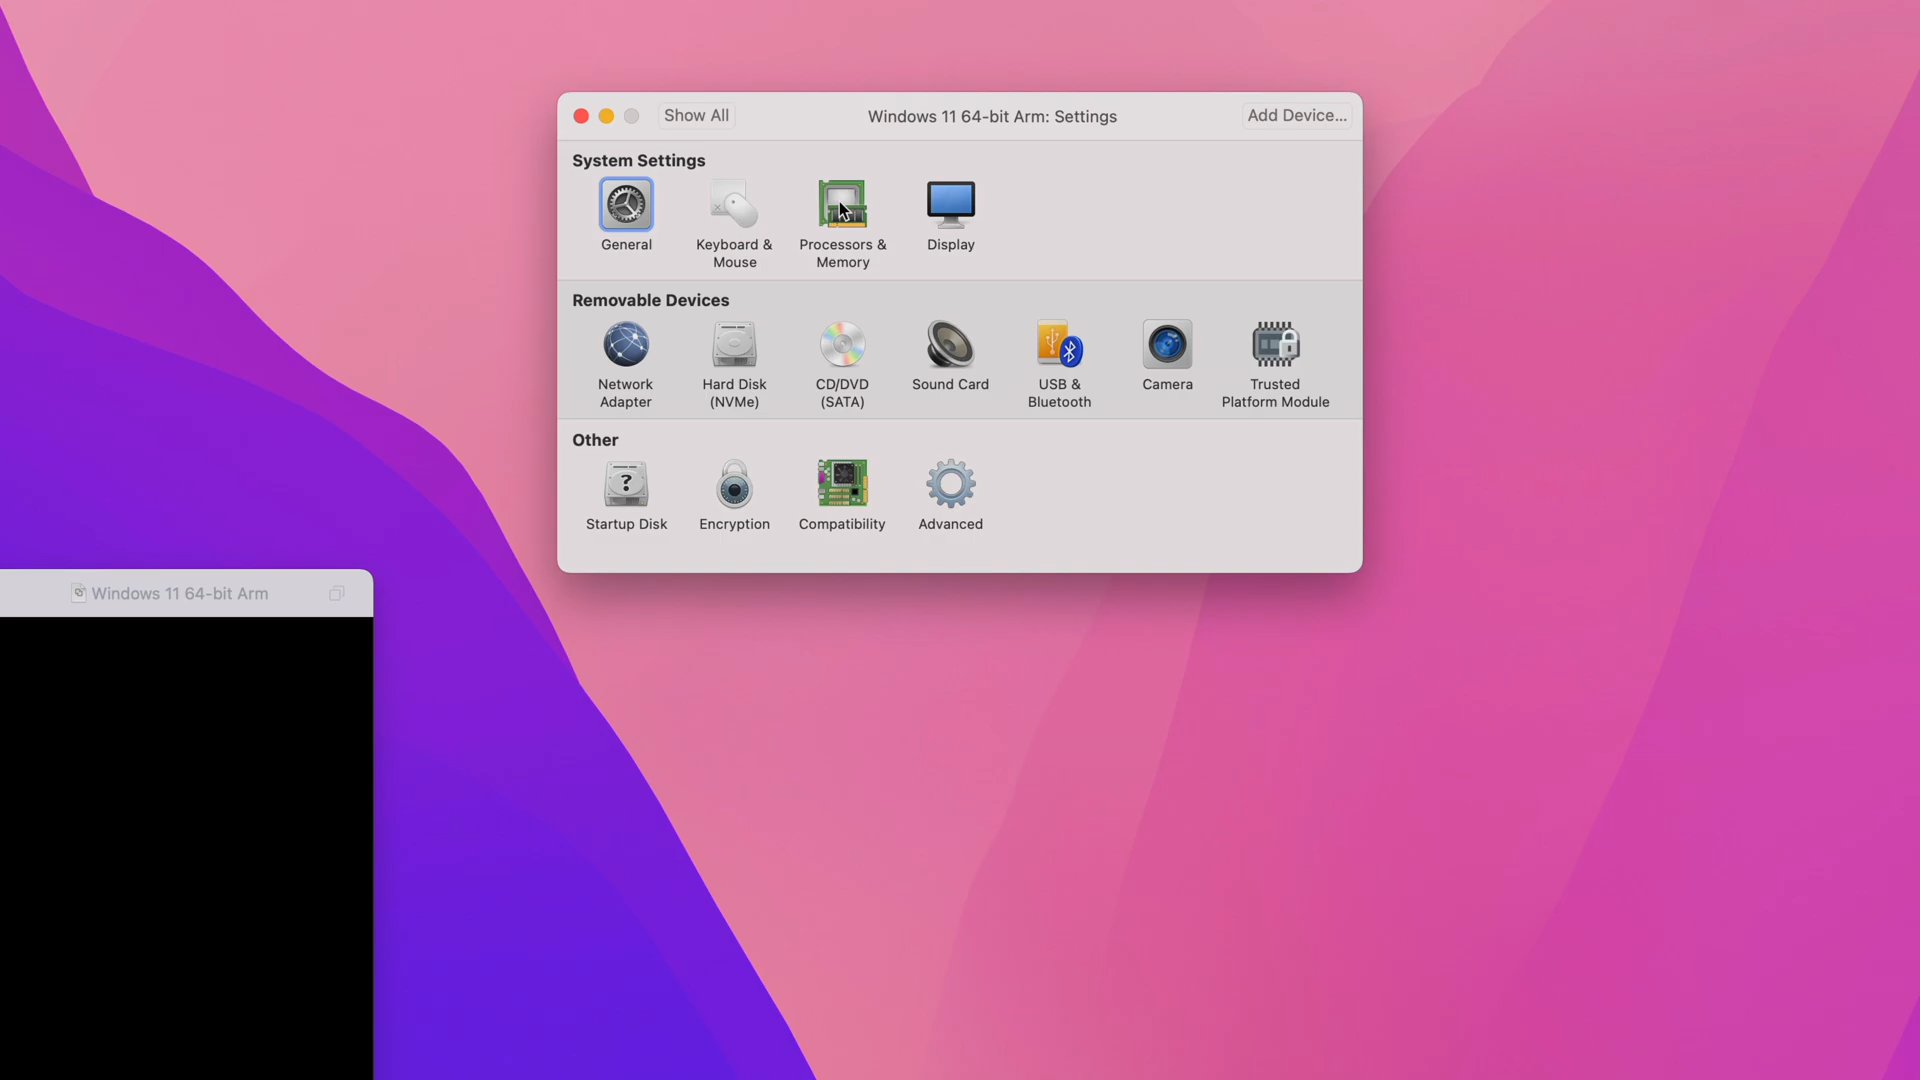 Show All
Windows 11 64-bit Arm: Settings
Add Device...
System Settings
General
Keyboard &
Mouse
Processors &
Memory
Display
Removable Devices
Network
Adapter
Hard Disk
(NVMe)
CD/DVD
(SATA)
Sound Card
USB &
Bluetooth
Camera
Trusted
Platform Module
Other
?
Startup Disk
Encryption
Compatibility
Advanced
Windows 11 64-bit Arm